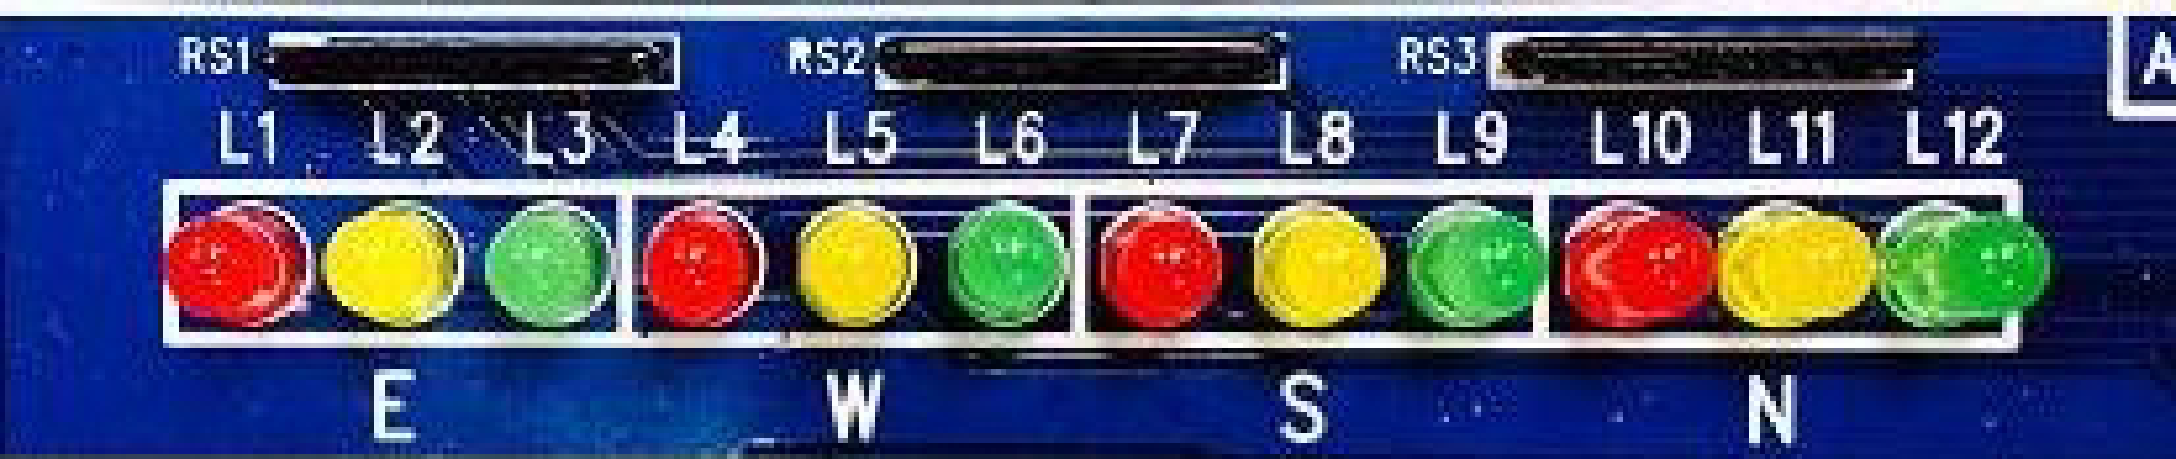 RS1 RS2 RS3 A
L1 L2 L3 L4 L5 L6 L7 L8 L9 L10 L11 L12
E W S N